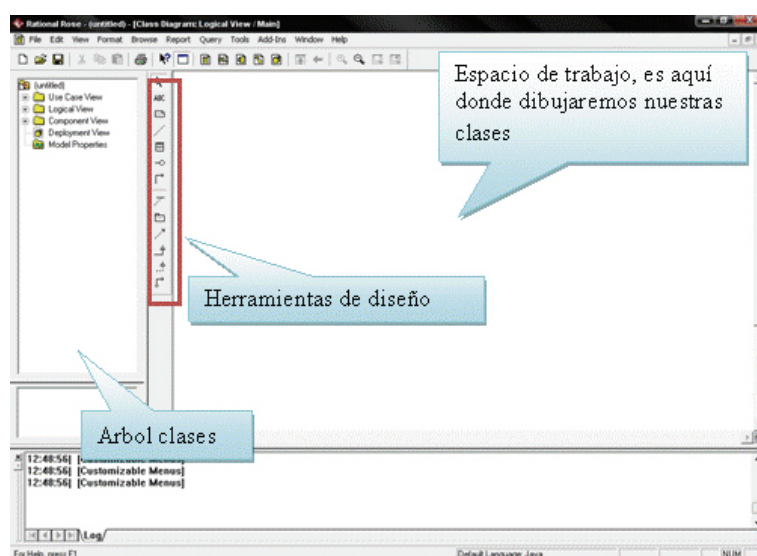 Rational Rose - (untitled) - [Class Diagram: Logical View / Main]
File Edit View Format Browse Report Query Tools Add-Ins Window Help
(untitled)
Use Case View
Logical View
Component View
Deployment View
Model Properties
ABC
Espacio de trabajo, es aquí
donde dibujaremos nuestras
clases
Herramientas de diseño
Arbol clases
12:48:56| [Customizable Menus]
12:48:56| [Customizable Menus]
12:48:56| [Customizable Menus]
Log
For Help, press F1
Default Language: Java
NUM